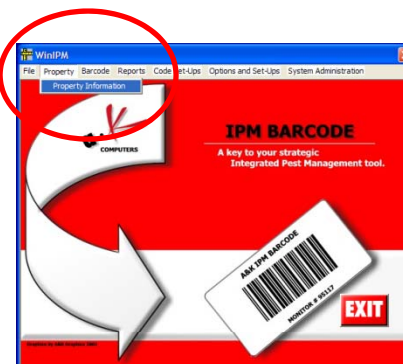 WinIPM
File Property Barcode Reports Code Set-Ups Options and Set-Ups System Administration
Property Information
COMPUTERS
IPM BARCODE
A key to your strategic
Integrated Pest Management tool.
A&K IPM BARCODE
MONITOR # 95117
EXIT